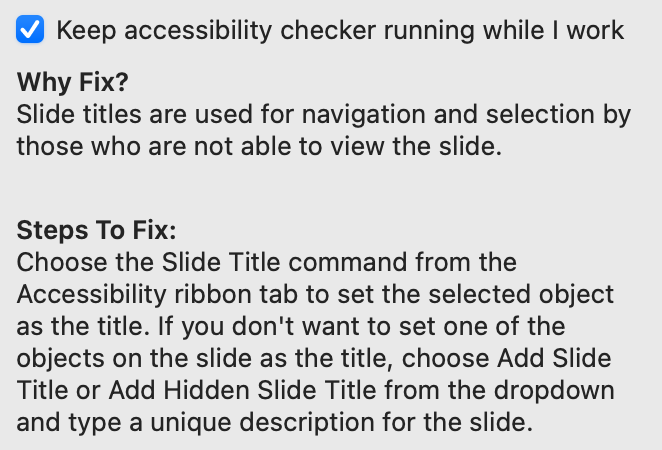 Keep accessibility checker running while I work
Why Fix?
Slide titles are used for navigation and selection by
those who are not able to view the slide.
Steps To Fix:
Choose the Slide Title command from the
Accessibility ribbon tab to set the selected object
as the title. If you don't want to set one of the
objects on the slide as the title, choose Add Slide
Title or Add Hidden Slide Title from the dropdown
and type a unique description for the slide.